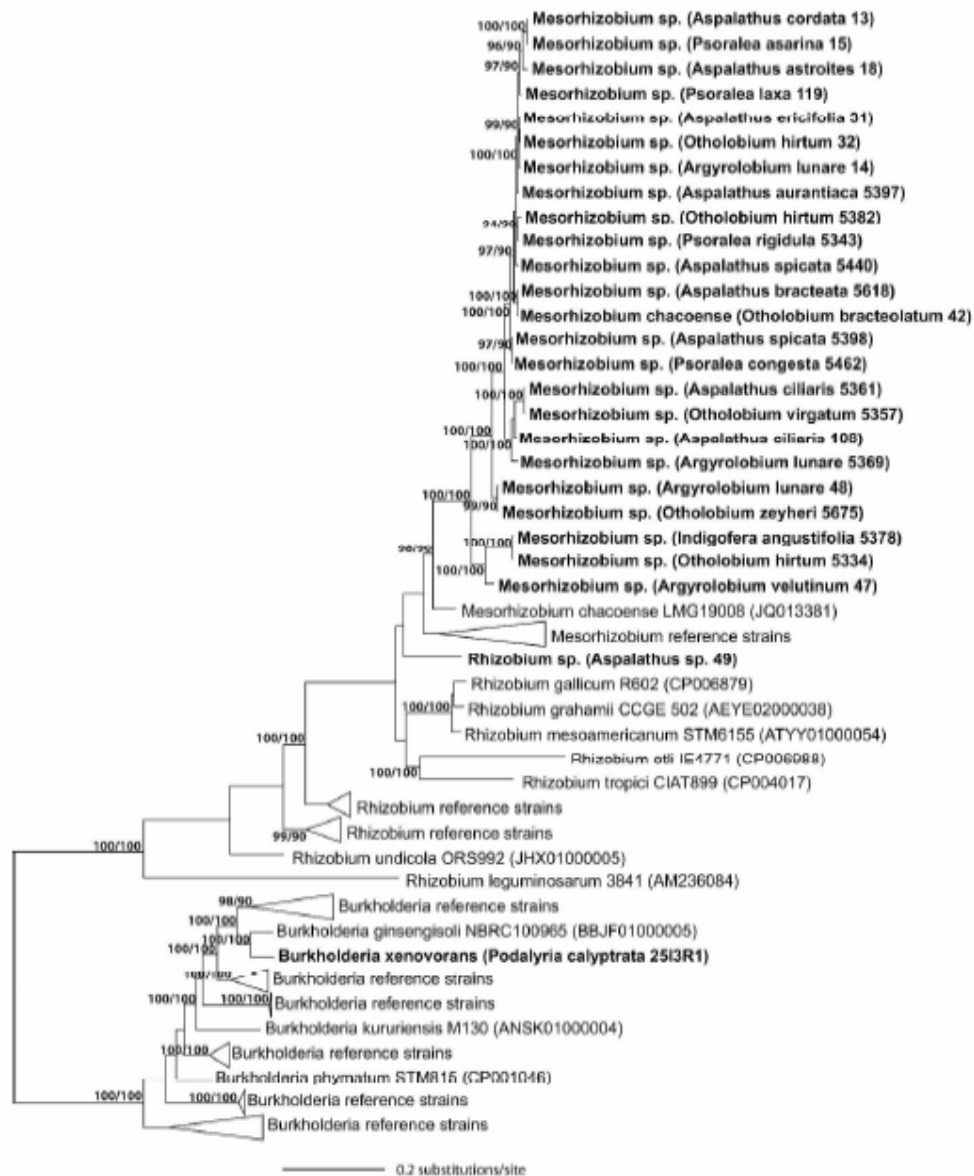 Mesorhizobium sp. (Aspalathus cordata 13)
100/100
96/90
Mesorhizobium sp. (Psoralea asarina 15)
97/90
Mesorhizobium sp. (Aspalathus astroites 18)
Mesorhizobium sp. (Psoralea laxa 119)
Mesorhizobium sp. (Aspalathus ericifolia 31)
99/90
Mesorhizobium sp. (Otholobium hirtum 32)
100/100
Mesorhizobium sp. (Argyrolobium lunare 14)
Mesorhizobium sp. (Aspalathus aurantiaca 5397)
Mesorhizobium sp. (Otholobium hirtum 5382)
94/90
Mesorhizobium sp. (Psoralea rigidula 5343)
97/90
Mesorhizobium sp. (Aspalathus spicata 5440)
Mesorhizobium sp. (Aspalathus bracteata 5618)
100/100
100/100
Mesorhizobium chacoense (Otholobium bracteolatum 42)
Mesorhizobium sp. (Aspalathus spicata 5398)
97/90
100/100
Mesorhizobium sp. (Psoralea congesta 5462)
100/100
Mesorhizobium sp. (Aspalathus ciliaris 5361)
Mesorhizobium sp. (Otholobium virgatum 5357)
100/100
100/100
Mesorhizobium sp. (Aspalathus ciliaris 108)
Mesorhizobium sp. (Argyrolobium lunare 5369)
100/100
Mesorhizobium sp. (Argyrolobium lunare 48)
99/90
Mesorhizobium sp. (Otholobium zeyheri 5675)
100/100
Mesorhizobium sp. (Indigofera angustifolia 5378)
Mesorhizobium sp. (Otholobium hirtum 5334)
100/100
Mesorhizobium sp. (Argyrolobium velutinum 47)
Mesorhizobium chacoense LMG19008 (JQ013381)
Mesorhizobium reference strains
Rhizobium sp. (Aspalathus sp. 49)
Rhizobium gallicum R602 (CP006879)
100/100
Rhizobium grahamii CCGE 502 (AEYE02000038)
Rhizobium mesoamericanum STM6155 (ATYY01000054)
100/100
Rhizobium etli IE4771 (CP006988)
100/100
Rhizobium tropici CIAT899 (CP004017)
Rhizobium reference strains
99/90
Rhizobium reference strains
100/100
Rhizobium undicola ORS992 (JHX01000005)
Rhizobium leguminosarum 3841 (AM236084)
98/90
Burkholderia reference strains
100/100
Burkholderia ginsengisoli NBRC100965 (BBJF01000005)
100/100
100/100
Burkholderia xenovorans (Podalyria calyptrata 25I3R1)
100/100
Burkholderia reference strains
100/100
100/100
Burkholderia reference strains
Burkholderia kururiensis M130 (ANSK01000004)
100/100
Burkholderia reference strains
Burkholderia phymatum STM815 (CP001046)
100/100
100/100
Burkholderia reference strains
Burkholderia reference strains
0.2 substitutions/site